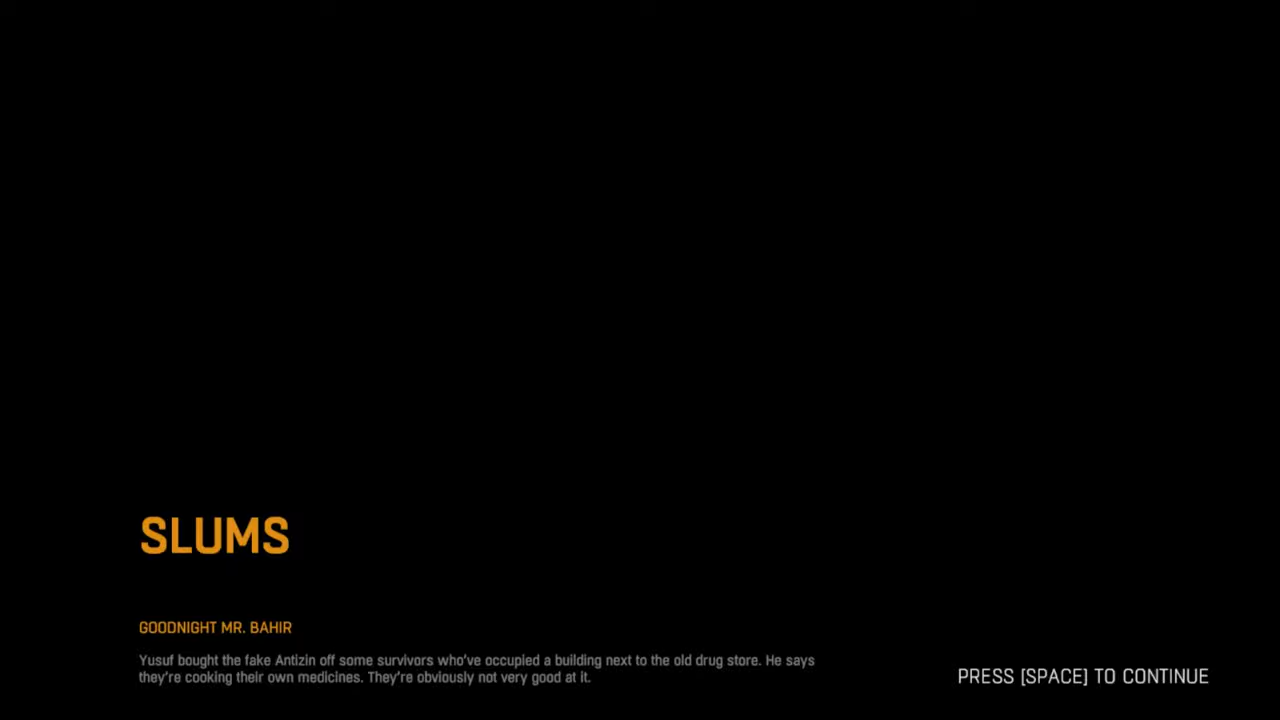 SLUMS
GOODNIGHT MR. BAHIR
Yusuf bought the fake Antizin off some survivors who've occupied a building next to the old drug store. He says
they're cooking their own medicines. They're obviously not very good at it.
PRESS [SPACE] TO CONTINUE